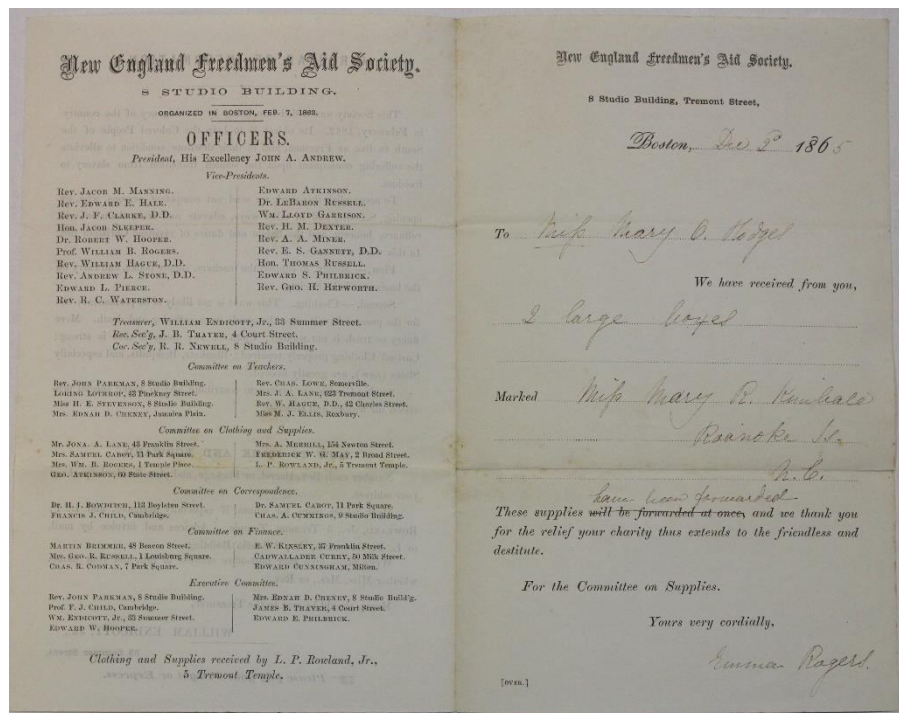 New England Freedmen's Aid Society.
8 STUDIO BUILDING.
ORGANIZED IN BOSTON, FEB. 7, 1862.
OFFICERS.
President, His Excellency JOHN A. ANDREW.
Vice-Presidents.
Rev. JACOB M. MANNING.
Rev. EDWARD E. HALE.
Rev. J. F. CLARKE, D.D.
Hon. JACOB SLEEPER.
Dr. ROBERT W. HOOPER.
Prof. WILLIAM B. ROGERS.
Rev. WILLIAM HAGUE, D.D.
Rev. ANDREW L. STONE, D.D.
EDWARD L. PIERCE.
Rev. R. C. WATERSTON.
EDWARD ATKINSON.
Dr. LEBARON RUSSELL.
WM. LLOYD GARRISON.
Rev. H. M. DEXTER.
Rev. A. A. MINER.
Rev. E. S. GANNETT, D.D.
Hon. THOMAS RUSSELL.
EDWARD S. PHILBRICK.
Rev. GEO. H. HEPWORTH.
Treasurer, WILLIAM ENDICOTT, JR., 33 Summer Street.
Rec. Sec'y, J. B. THAYER, 4 Court Street.
Cor. Sec'y, R. R. NEWELL, 8 Studio Building.
Committee on Teachers.
Rev. JOHN PARKMAN, 8 Studio Building.
LORING LOTHROP, 43 Pinckney Street.
Miss H. E. STEVENSON, 8 Studio Building.
Mrs. EDNAH D. CHENEY, Jamaica Plain.
Rev. CHAS. LOWE, Somerville.
Mrs. J. A. LANE, 623 Tremont Street.
Rev. W. HAGUE, D.D., 42 Charles Street.
Miss M. J. ELLIS, Roxbury.
Committee on Clothing and Supplies.
Mr. JONA. A. LANE, 43 Franklin Street.
Mrs. SAMUEL CABOT, 11 Park Square.
Mrs. WM. B. ROGERS, 1 Temple Place.
GEO. ATKINSON, 60 State Street.
Mrs. A. MERRILL, 154 Newton Street.
FREDERICK W. G. MAY, 2 Broad Street.
L. P. ROWLAND, Jr., 5 Tremont Temple.
Committee on Correspondence.
Dr. H. I. BOWDITCH, 113 Boylston Street.
FRANCIS J. CHILD, Cambridge.
Dr. SAMUEL CABOT, 11 Park Square.
CHAS. A. CUMMINGS, 9 Studio Building.
Committee on Finance.
MARTIN BRIMMER, 48 Beacon Street.
Mrs. GEO. R. RUSSELL, 1 Louisburg Square.
CHAS. R. CODMAN, 7 Park Square.
E. W. KINSLEY, 37 Franklin Street.
CADWALLADER CURRY, 50 Milk Street.
EDWARD CUNNINGHAM, Milton.
Executive Committee.
Rev. JOHN PARKMAN, 8 Studio Building.
Prof. F. J. CHILD, Cambridge.
WM. ENDICOTT, Jr., 33 Summer Street.
EDWARD W. HOOPER.
Mrs. EDNAH D. CHENEY, 8 Studio Build'g.
JAMES B. THAYER, 4 Court Street.
EDWARD E. PHILBRICK.
Clothing and Supplies received by L. P. Rowland, Jr.,
5 Tremont Temple.
New England Freedmen's Aid Society.
8 Studio Building, Tremont Street,
Boston, Dec 1865
To Miss Mary O. Hodges
We have received from you,
2 large boxes
Marked Miss Mary R. Kimball
Roanoke Is.
N.C.
have been forwarded
These supplies will be forwarded at once, and we thank you
for the relief your charity thus extends to the friendless and
destitute.
For the Committee on Supplies.
Yours very cordially,
Emma Rogers.
[OVER.]